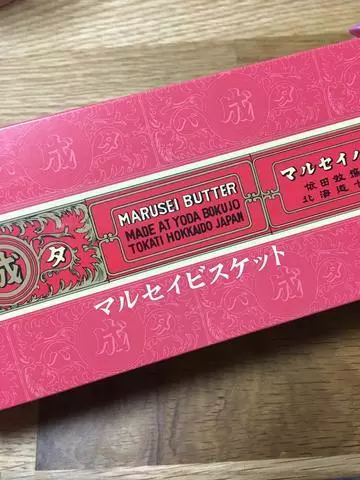 成
タ
MARUSEI BUTTER
MADE AT YODA BOKUJO
TOKATI HOKKAIDO JAPAN
マルセイバ
依田牧場
北海道十
マルセイビスケット